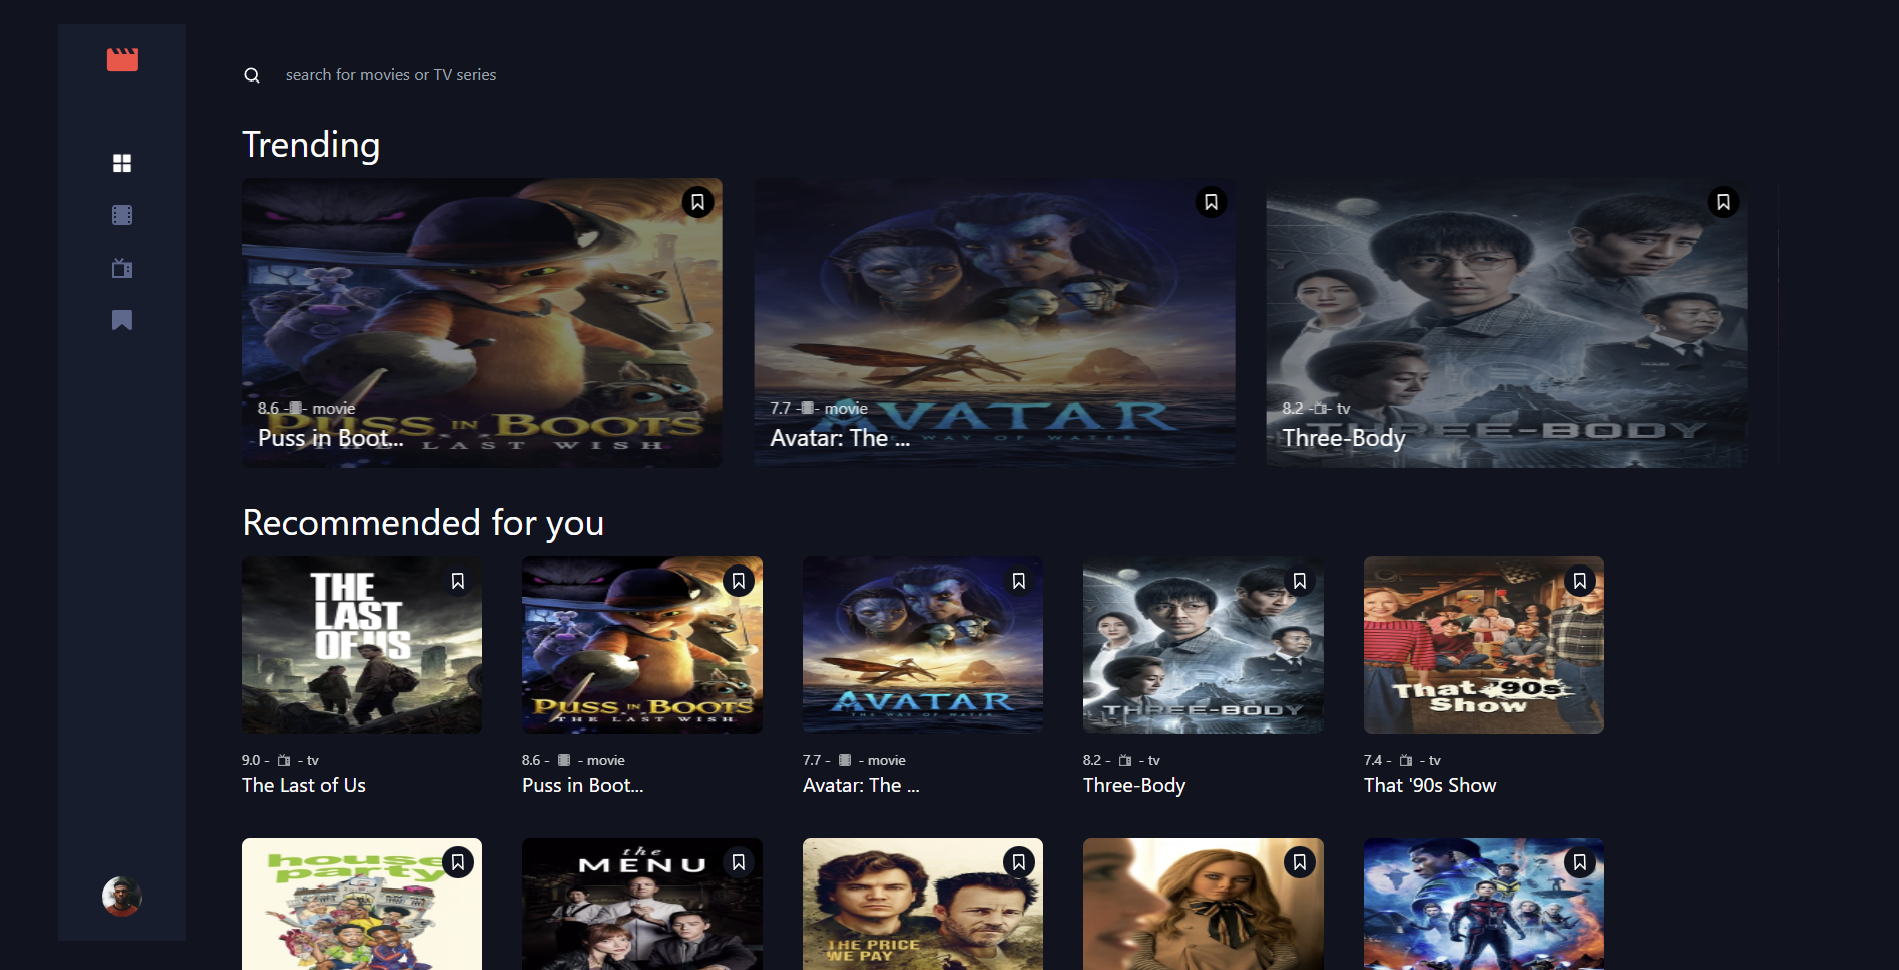 search for movies or TV series
Trending
PUSS IN BOOTS
THE LAST WISH
8.6 - - movie
Puss in Boot...
AVATAR
THE WAY OF WATER
7.7 - - movie
Avatar: The ...
THREE-BODY
8.2 - - tv
Three-Body
Recommended for you
THE
LAST
OF US
9.0 - - tv
The Last of Us
PUSS IN BOOTS
THE LAST WISH
8.6 - - movie
Puss in Boot...
AVATAR
THE WAY OF WATER
7.7 - - movie
Avatar: The ...
THREE-BODY
8.2 - - tv
Three-Body
That '90s
Show
7.4 - - tv
That '90s Show
house
party
the
MENU
THE PRICE
WE PAY